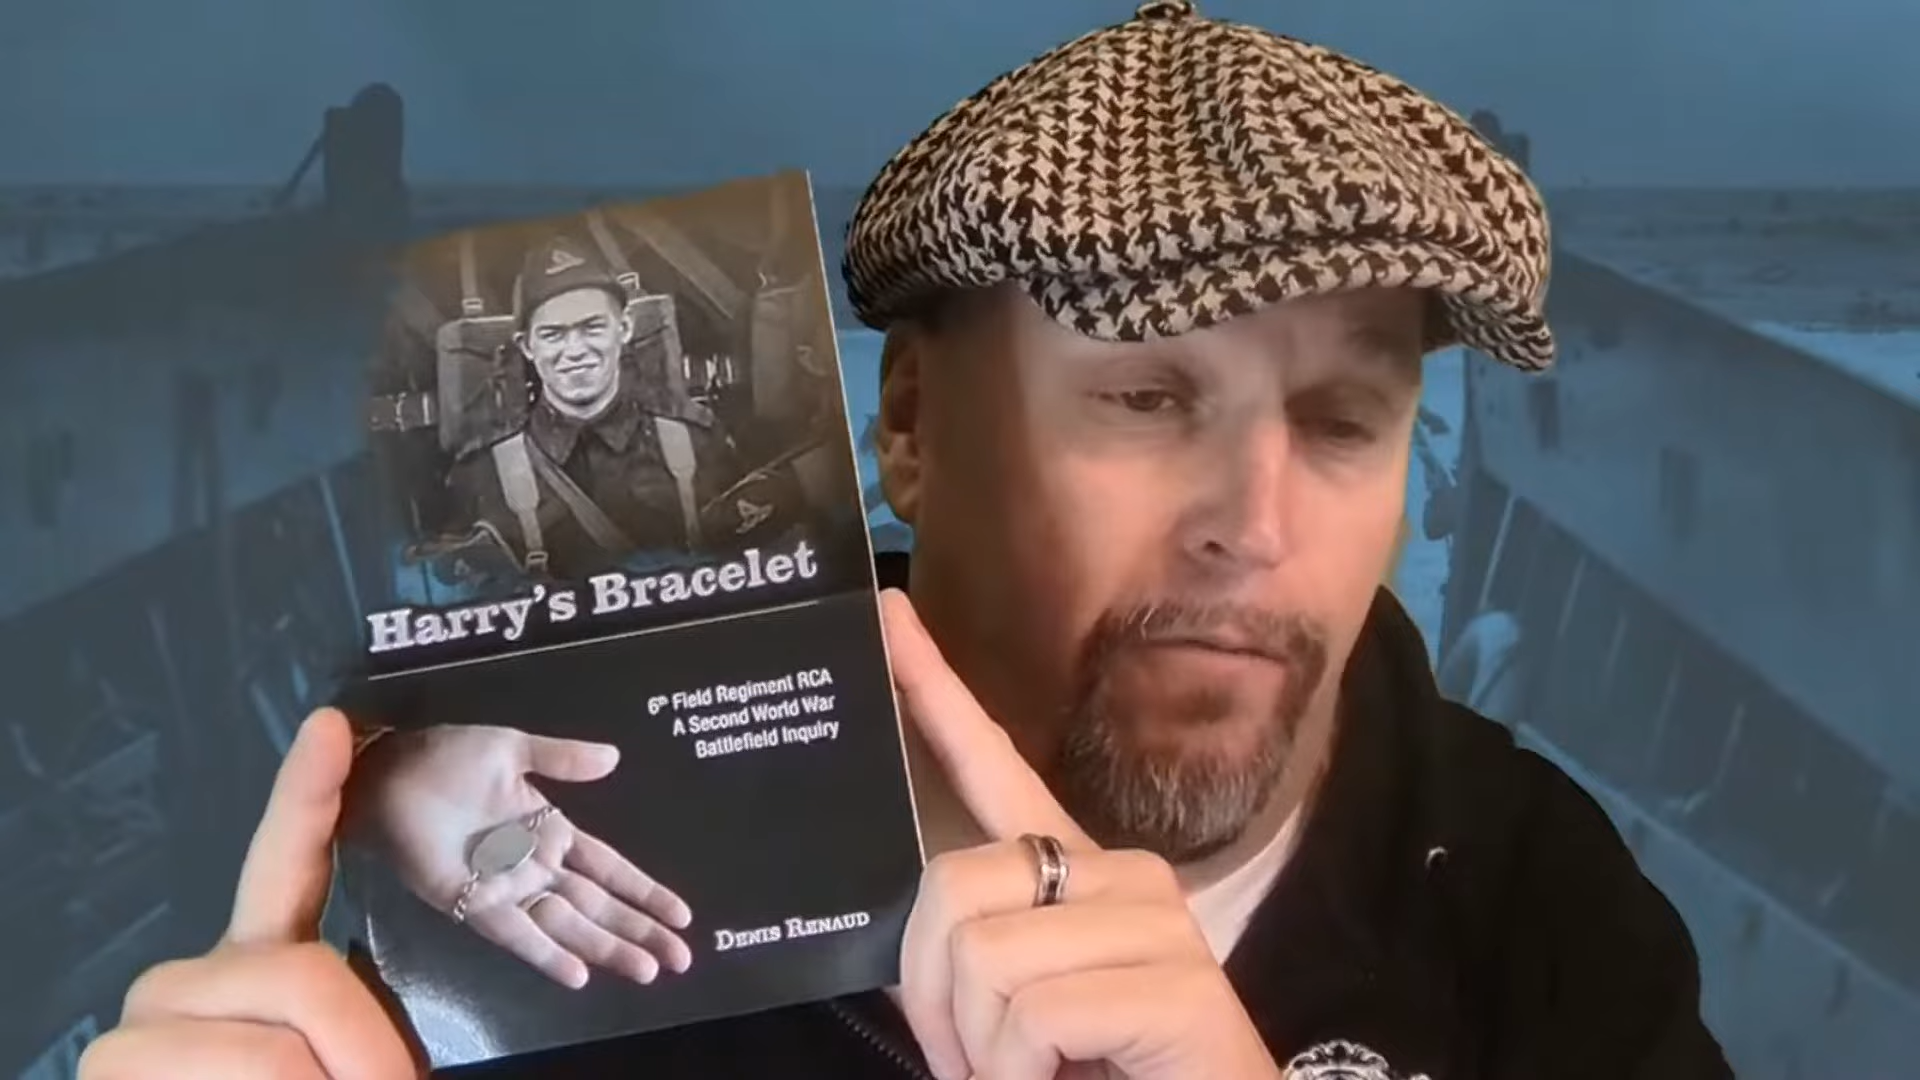 Harry's Bracelet
6th Field Regiment RCA
A Second World War
Battlefield Inquiry
Denis Renaud